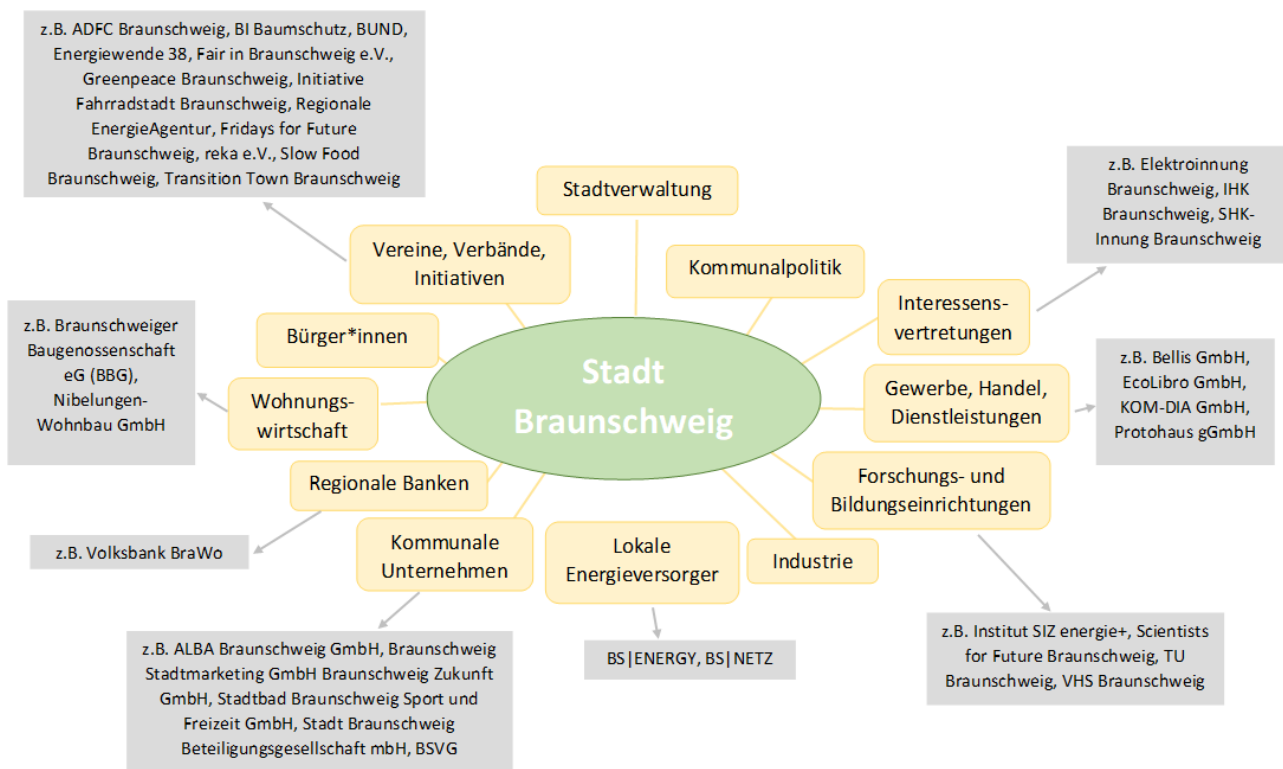 z.B. ADFC Braunschweig, BI Baumschutz, BUND,
Energiewende 38, Fair in Braunschweig e.V.,
Greenpeace Braunschweig, Initiative
Fahrradstadt Braunschweig, Regionale
EnergieAgentur, Fridays for Future
Braunschweig, reka e.V., Slow Food
Braunschweig, Transition Town Braunschweig
Stadtverwaltung
z.B. Elektroinnung
Braunschweig, IHK
Braunschweig, SHK-
Innung Braunschweig
Vereine, Verbände,
Initiativen
Kommunalpolitik
Interessens-
vertretungen
z.B. Braunschweiger
Baugenossenschaft
eG (BBG),
Nibelungen-
Wohnbau GmbH
Bürger*innen
Stadt
Braunschweig
Gewerbe, Handel,
Dienstleistungen
z.B. Bellis GmbH,
EcoLibro GmbH,
KOM-DIA GmbH,
Protohaus gGmbH
Wohnungs-
wirtschaft
Regionale Banken
Forschungs- und
Bildungseinrichtungen
z.B. Volksbank BraWo
Kommunale
Unternehmen
Lokale
Energieversorger
Industrie
z.B. ALBA Braunschweig GmbH, Braunschweig
Stadtmarketing GmbH Braunschweig Zukunft
GmbH, Stadtbad Braunschweig Sport und
Freizeit GmbH, Stadt Braunschweig
Beteiligungsgesellschaft mbH, BSVG
BS|ENERGY, BS|NETZ
z.B. Institut SIZ energie+, Scientists
for Future Braunschweig, TU
Braunschweig, VHS Braunschweig